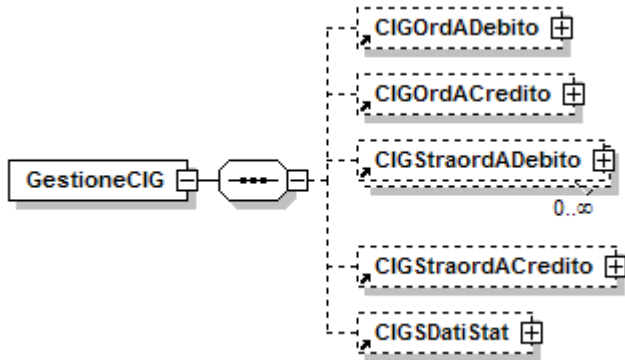 CIGOrdADebito
CIGOrdACredito
CIGStraordADebito
GestioneCIG
0..∞
CIGStraordACredito
CIGSDatiStat